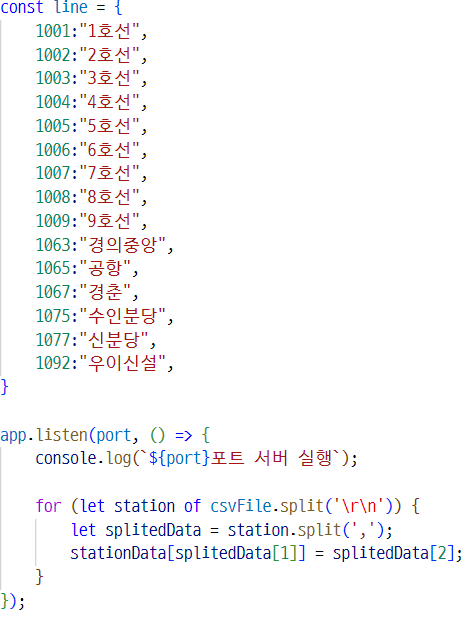 const line = {
    1001:"1호선",
    1002:"2호선",
    1003:"3호선",
    1004:"4호선",
    1005:"5호선",
    1006:"6호선",
    1007:"7호선",
    1008:"8호선",
    1009:"9호선",
    1063:"경의중앙",
    1065:"공항",
    1067:"경춘",
    1075:"수인분당",
    1077:"신분당",
    1092:"우이신설",
}

app.listen(port, () => {
    console.log(`${port}포트 서버 실행`);

    for (let station of csvFile.split('\r\n')) {
        let splitedData = station.split(',');
        stationData[splitedData[1]] = splitedData[2];
    }
});